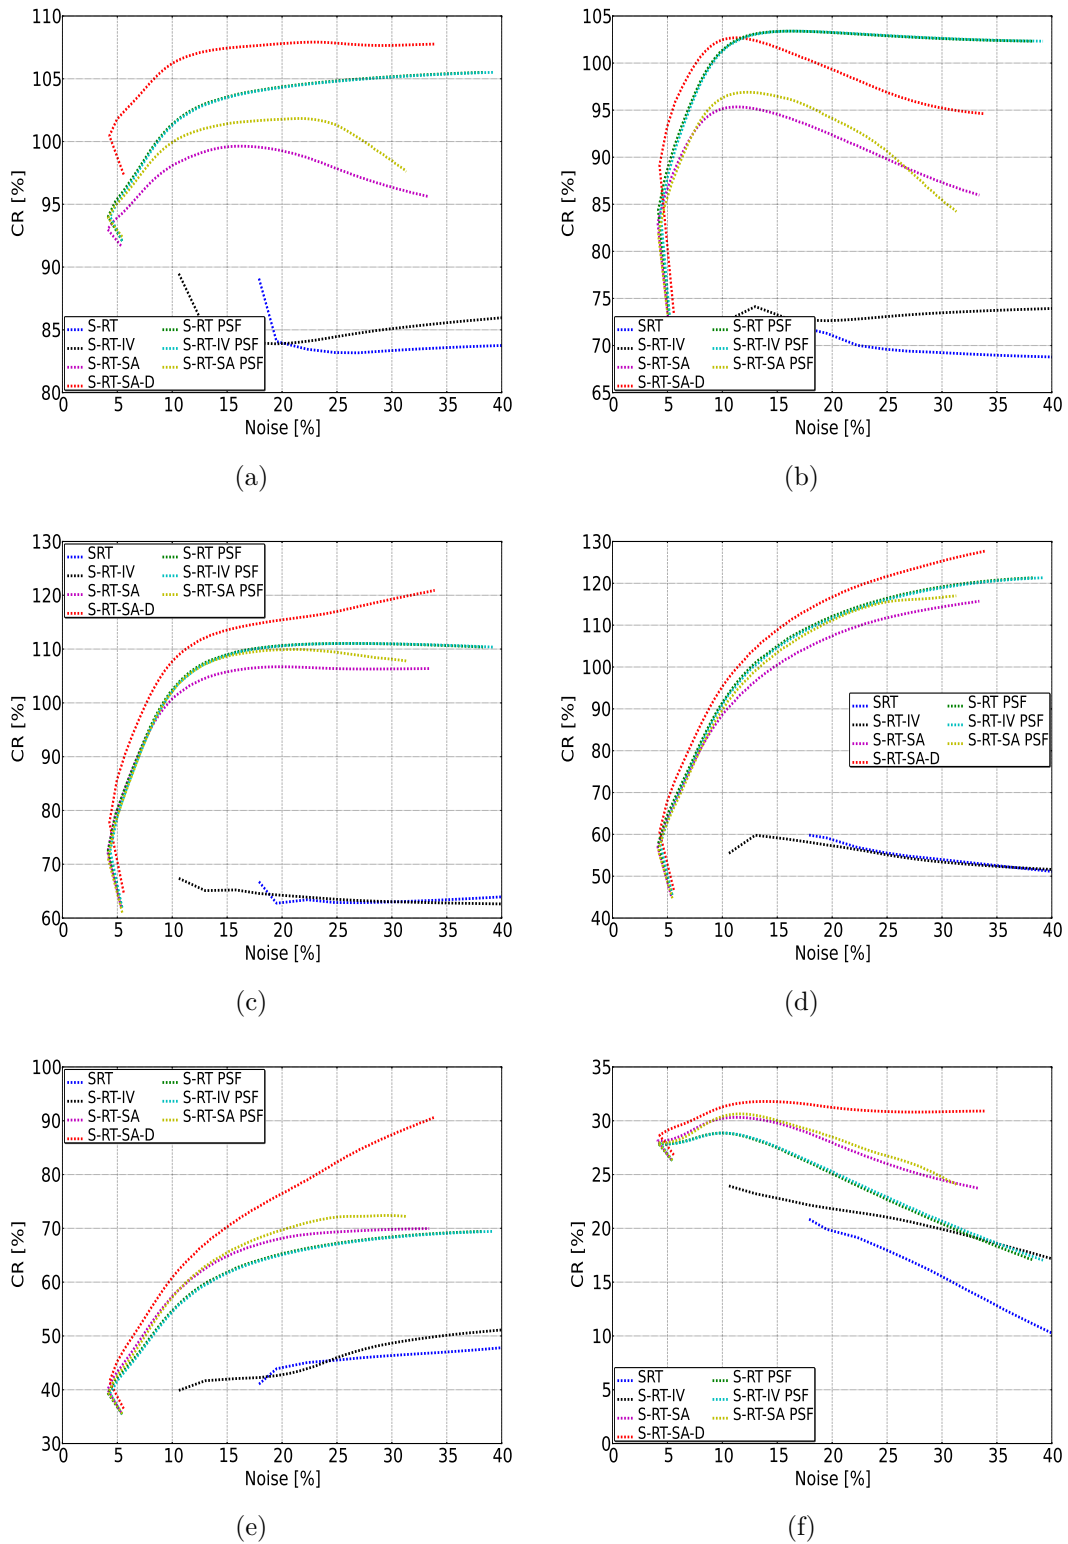 110
105
100
95
90
85
80
CR [%]
S-RT
S-RT-IV
S-RT-SA
S-RT-SA-D
S-RT PSF
S-RT-IV PSF
S-RT-SA PSF
0 5 10 15 20 25 30 35 40
Noise [%]
(a)
105
100
95
90
85
80
75
70
65
CR [%]
SRT
S-RT-IV
S-RT-SA
S-RT-SA-D
S-RT PSF
S-RT-IV PSF
S-RT-SA PSF
0 5 10 15 20 25 30 35 40
Noise [%]
(b)
130
120
110
100
90
80
70
60
CR [%]
SRT
S-RT-IV
S-RT-SA
S-RT-SA-D
S-RT PSF
S-RT-IV PSF
S-RT-SA PSF
0 5 10 15 20 25 30 35 40
Noise [%]
(c)
130
120
110
100
90
80
70
60
50
40
CR [%]
SRT
S-RT-IV
S-RT-SA
S-RT-SA-D
S-RT PSF
S-RT-IV PSF
S-RT-SA PSF
0 5 10 15 20 25 30 35 40
Noise [%]
(d)
100
90
80
70
60
50
40
30
CR [%]
SRT
S-RT-IV
S-RT-SA
S-RT-SA-D
S-RT PSF
S-RT-IV PSF
S-RT-SA PSF
0 5 10 15 20 25 30 35 40
Noise [%]
(e)
35
30
25
20
15
10
5
0
CR [%]
SRT
S-RT-IV
S-RT-SA
S-RT-SA-D
S-RT PSF
S-RT-IV PSF
S-RT-SA PSF
0 5 10 15 20 25 30 35 40
Noise [%]
(f)